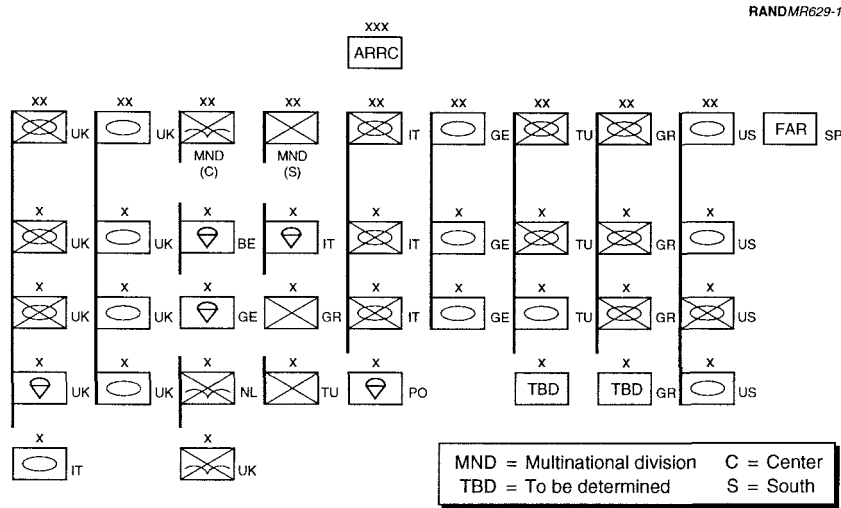 RANDMR629-1
XXX
ARRC
XX XX XX XX XX XX XX XX XX
UK UK MND (C) MND (S) IT GE TU GR US FAR SP
X X X X X X X X X
UK UK BE IT IT GE TU GR US
X X X X X X X X X
UK UK GE GR IT GE TU GR US
X X X X X X X X
UK UK NL TU PO TBD TBD GR US
X X
IT UK
MND = Multinational division C = Center
TBD = To be determined S = South